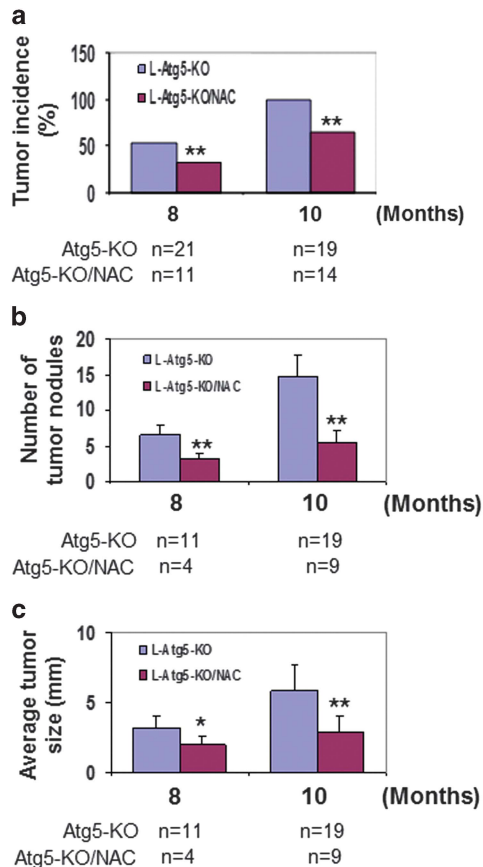 a
Tumor incidence
(%)
150
100
50
0
L-Atg5-KO
L-Atg5-KO/NAC
**
**
8 10 (Months)
Atg5-KO n=21 n=19
Atg5-KO/NAC n=11 n=14
b
Number of
tumor nodules
20
15
10
5
0
L-Atg5-KO
L-Atg5-KO/NAC
**
**
8 10 (Months)
Atg5-KO n=11 n=19
Atg5-KO/NAC n=4 n=9
c
Average tumor
size (mm)
10
5
0
L-Atg5-KO
L-Atg5-KO/NAC
*
**
8 10 (Months)
Atg5-KO n=11 n=19
Atg5-KO/NAC n=4 n=9